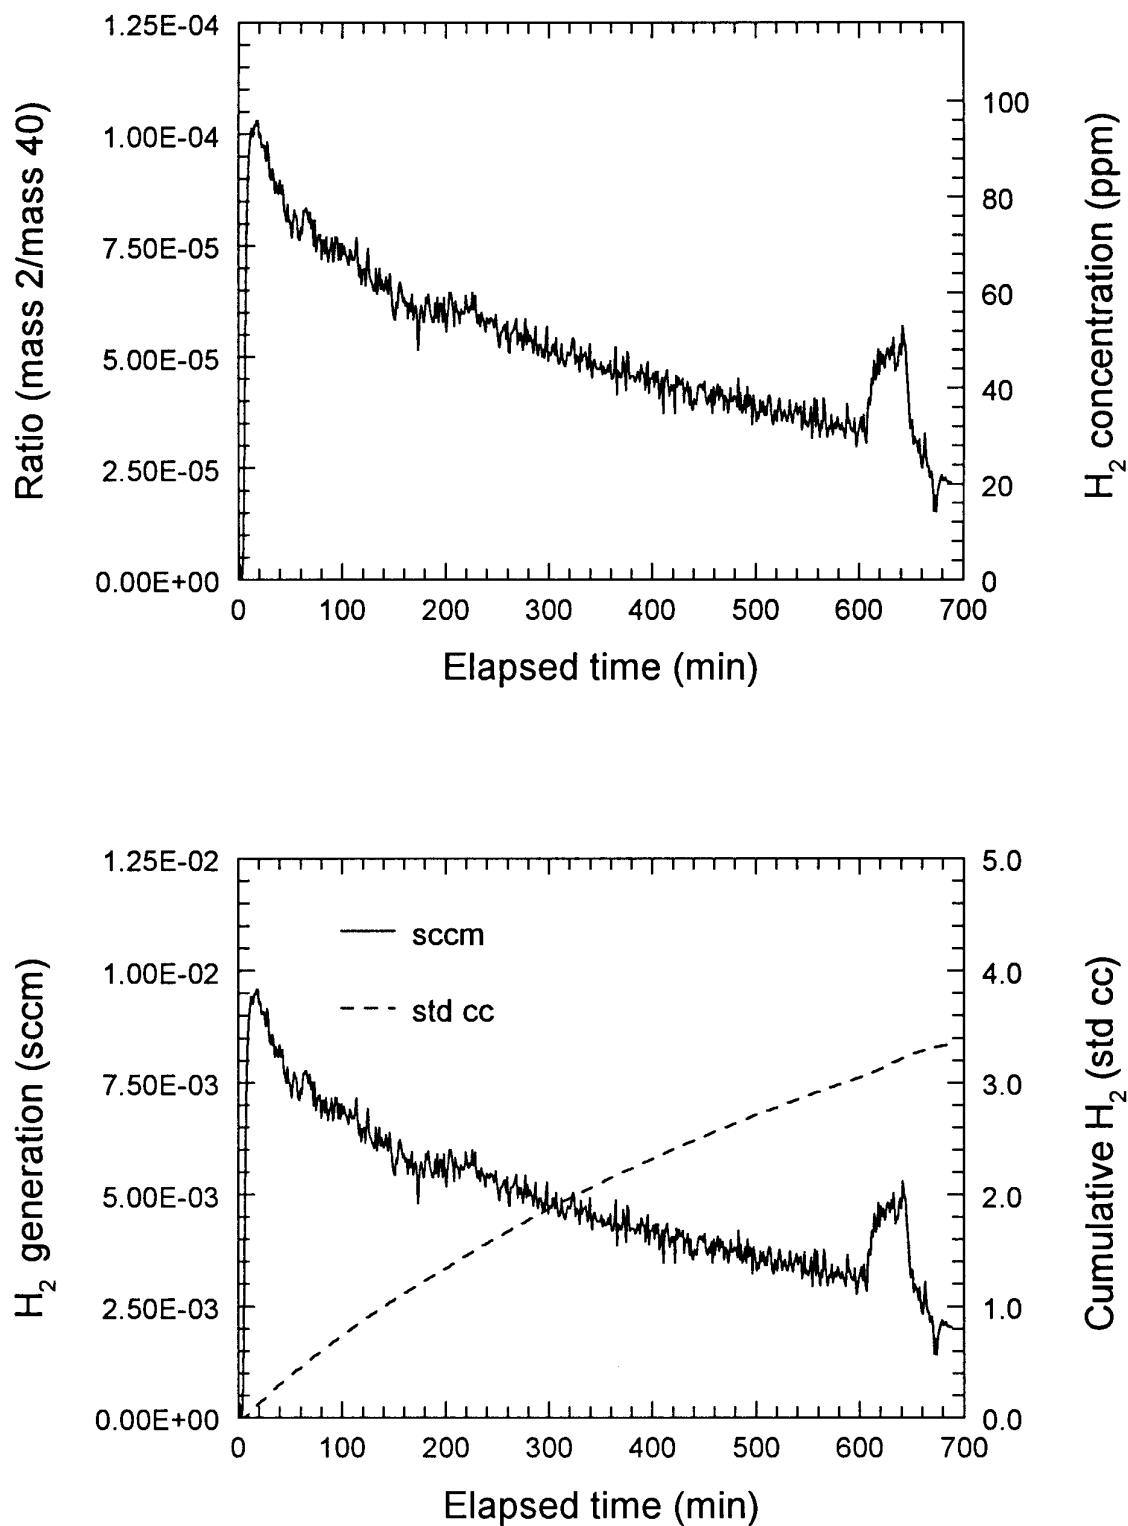 Ratio (mass 2/mass 40)
1.25E-04
1.00E-04
7.50E-05
5.00E-05
2.50E-05
0.00E+00
100
80
60
40
20
0
H₂ concentration (ppm)
0 100 200 300 400 500 600 700
Elapsed time (min)
H₂ generation (sccm)
1.25E-02
1.00E-02
7.50E-03
5.00E-03
2.50E-03
0.00E+00
sccm
std cc
5.0
4.0
3.0
2.0
1.0
0.0
Cumulative H₂ (std cc)
0 100 200 300 400 500 600 700
Elapsed time (min)